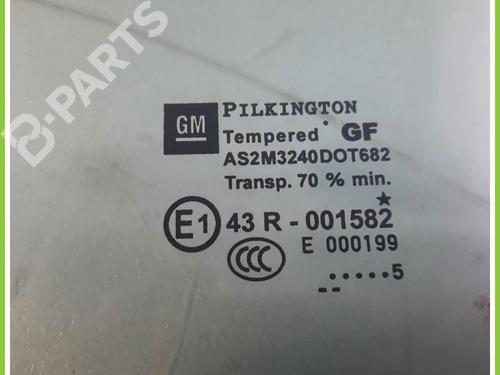 B-PARTS
GM PILKINGTON
Tempered GF
AS2M3240DOT682
Transp. 70 % min.
E1 43 R - 001582
CCC E 000199
.....5
--